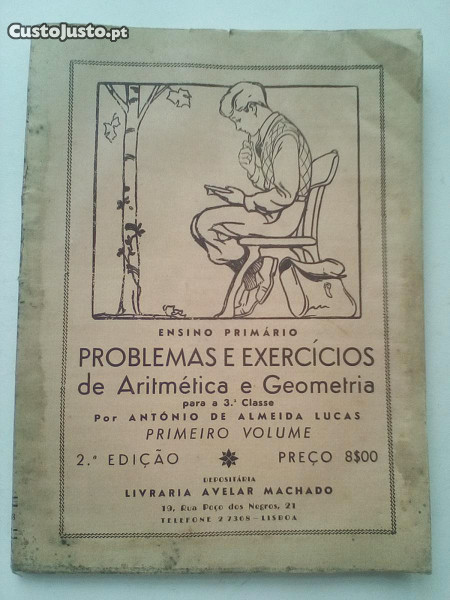 CustoJusto.pt
ENSINO PRIMÁRIO
PROBLEMAS E EXERCÍCIOS
de Aritmética e Geometria
para a 3.ª Classe
Por ANTÓNIO DE ALMEIDA LUCAS
PRIMEIRO VOLUME
2.ª EDIÇÃO PREÇO 8$00
DEPOSITÁRIA
LIVRARIA AVELAR MACHADO
19, Rua Poço dos Negros, 21
TELEFONE 2 7368 – LISBOA